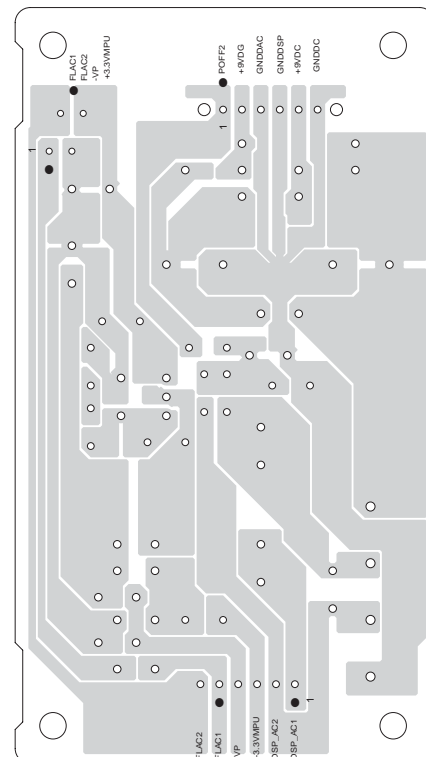 FLAC1
FLAC2
-VP
+3.3VMPU
POFF2
+9VDG
GNDDAC
GNDDSP
+9VDC
GNDDC
1
1
FLAC2
FLAC1
VP
-3.3VMPU
DSP_AC2
DSP_AC1
1